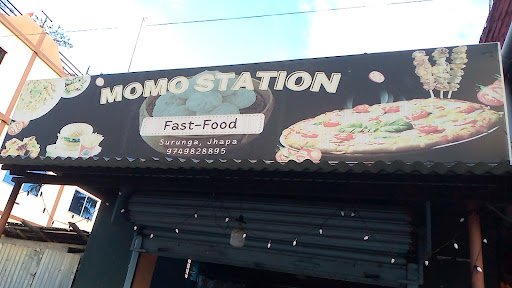 MOMO STATION
Fast-Food
Surunga, Jhapa
9749828895